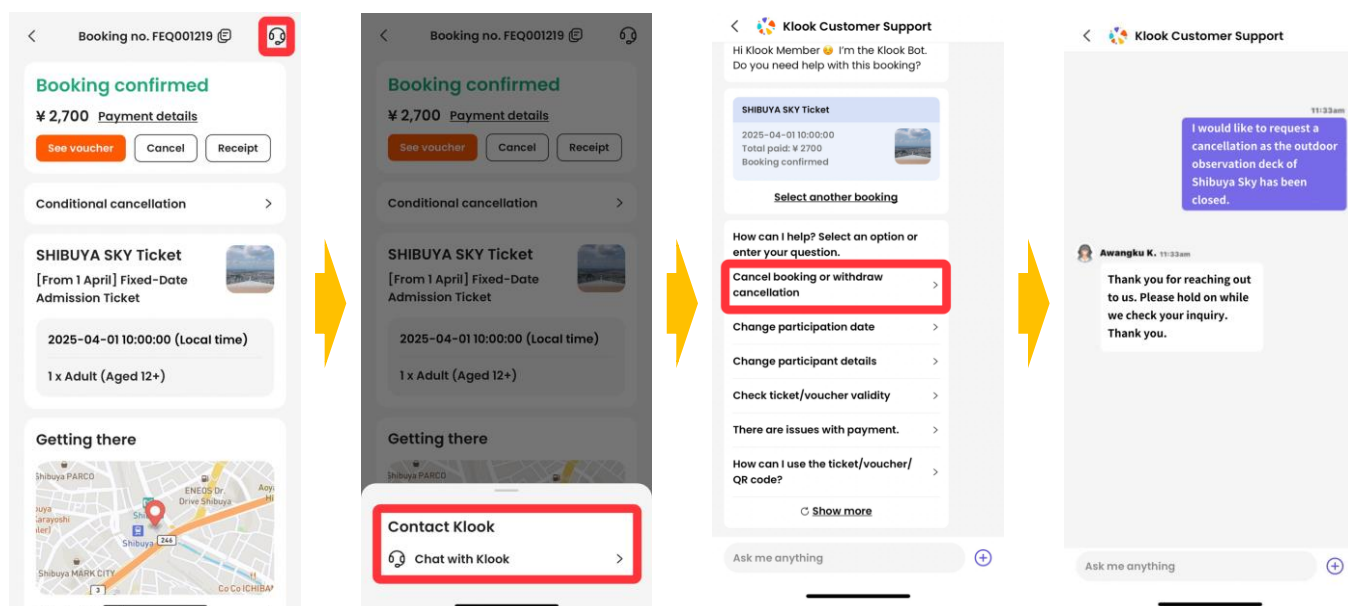 Booking no. FEQ001219
Booking confirmed
¥ 2,700 Payment details
See voucher Cancel Receipt
Conditional cancellation
SHIBUYA SKY Ticket
[From 1 April] Fixed-Date
Admission Ticket
2025-04-01 10:00:00 (Local time)
1 x Adult (Aged 12+)
Getting there
Shibuya PARCO
ENEOS Dr.
Drive Shibuya
Shibuya
246
Shibuya MARK CITY
3
CoCo ICHIBA
Booking no. FEQ001219
Booking confirmed
¥ 2,700 Payment details
See voucher Cancel Receipt
Conditional cancellation
SHIBUYA SKY Ticket
[From 1 April] Fixed-Date
Admission Ticket
2025-04-01 10:00:00 (Local time)
1 x Adult (Aged 12+)
Getting there
Shibuya PARCO
Contact Klook
Chat with Klook
Klook Customer Support
Hi Klook Member I'm the Klook Bot.
Do you need help with this booking?
SHIBUYA SKY Ticket
2025-04-01 10:00:00
Total paid: ¥ 2700
Booking confirmed
Select another booking
How can I help? Select an option or
enter your question.
Cancel booking or withdraw
cancellation
Change participation date
Change participant details
Check ticket/voucher validity
There are issues with payment.
How can I use the ticket/voucher/
QR code?
Show more
Ask me anything
Klook Customer Support
11:33am
I would like to request a
cancellation as the outdoor
observation deck of
Shibuya Sky has been
closed.
Awangku K. 11:33am
Thank you for reaching out
to us. Please hold on while
we check your inquiry.
Thank you.
Ask me anything